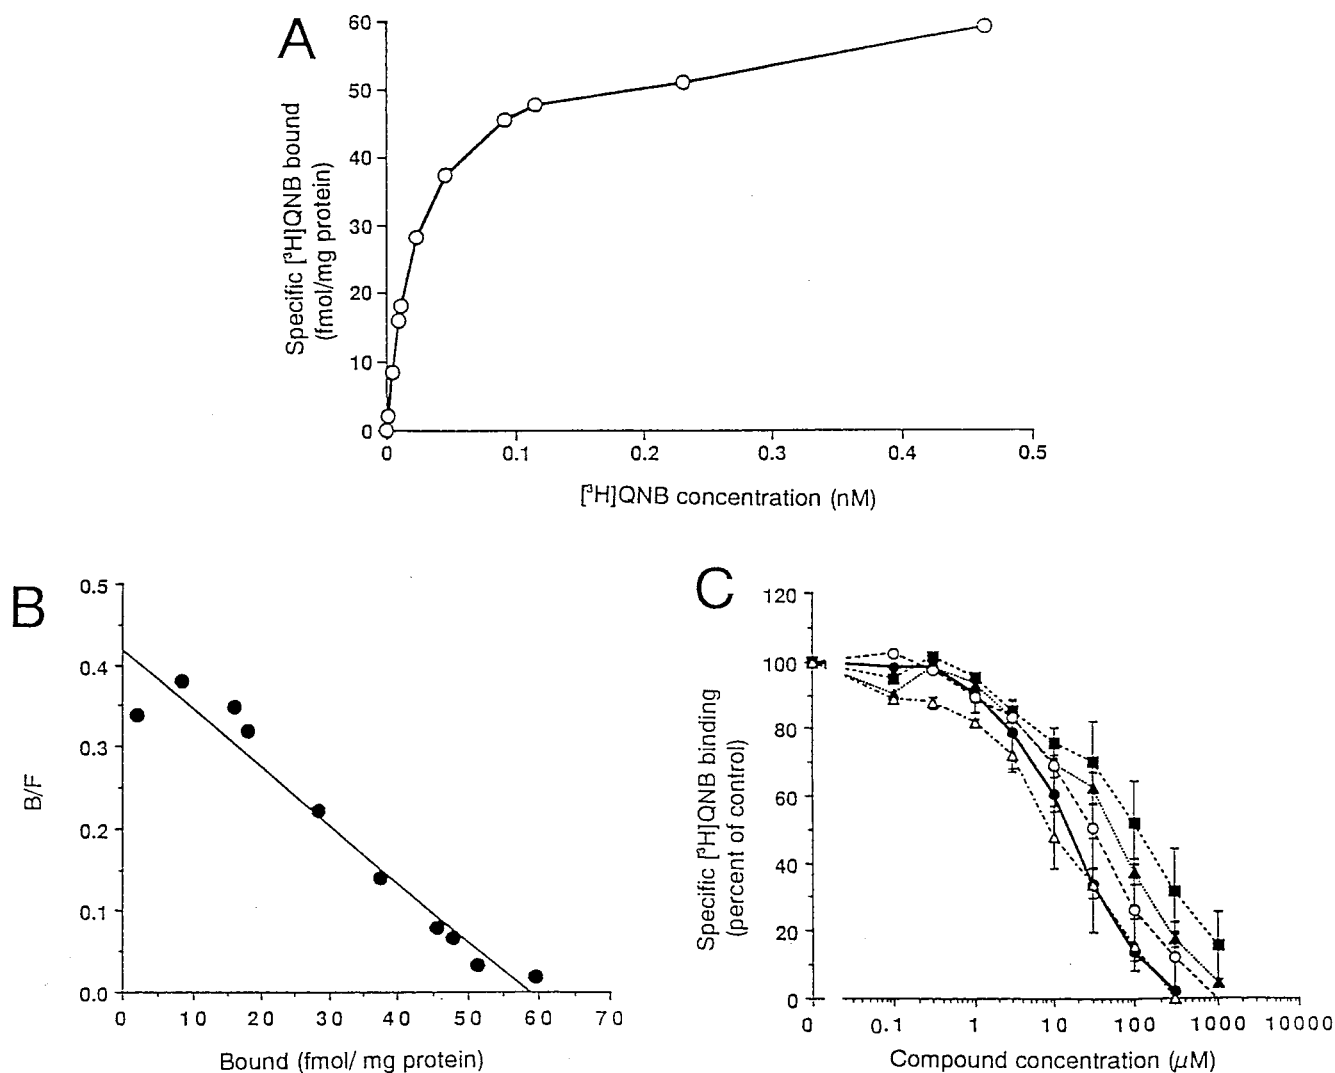 A
60
50
40
30
20
10
0
Specific [³H]QNB bound
(fmol/mg protein)
0 0.1 0.2 0.3 0.4 0.5
[³H]QNB concentration (nM)
B
0.5
0.4
0.3
0.2
0.1
0.0
B/F
0 10 20 30 40 50 60 70
Bound (fmol/ mg protein)
C
120
100
80
60
40
20
0
Specific [³H]QNB binding
(percent of control)
0 0.1 1 10 100 1000 10000
Compound concentration (µM)